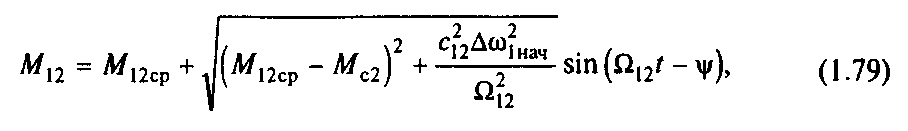 M₁₂ = M₁₂ср + √((M₁₂ср − Mс₂)² + c₁₂²Δω₁нач²/Ω₁₂²) sin(Ω₁₂t − ψ), (1.79)